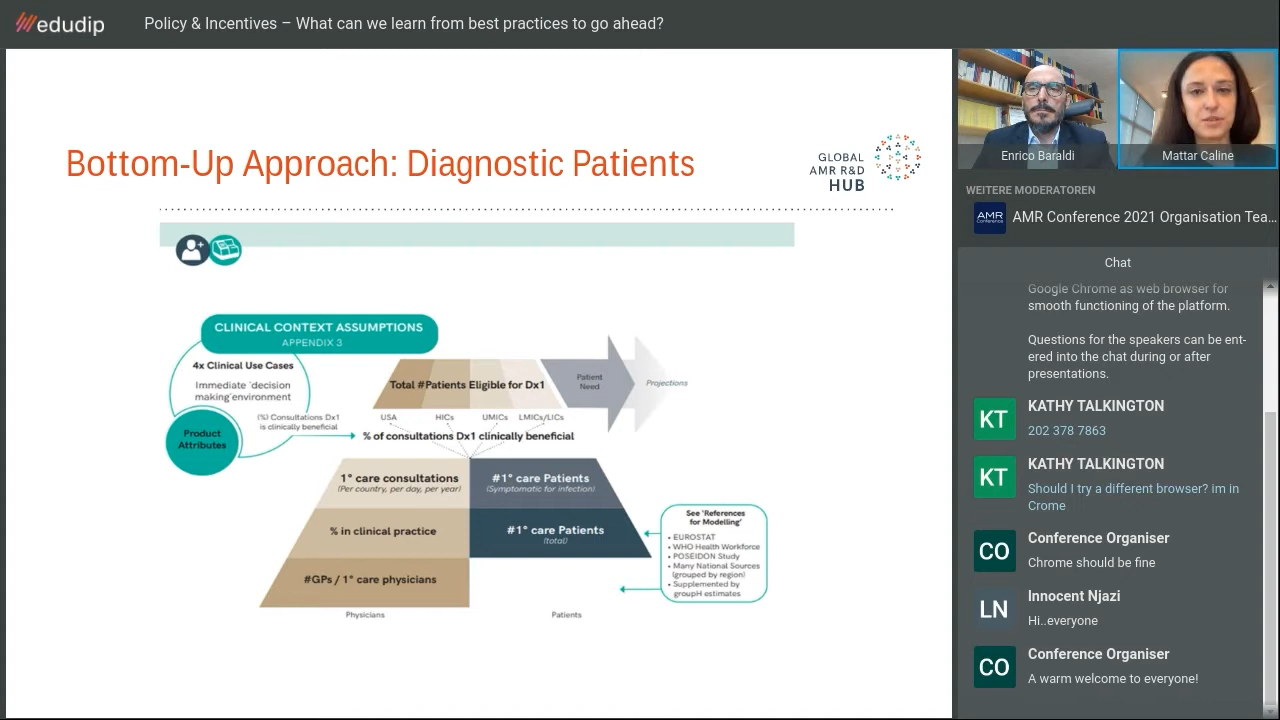 edudip
Policy & Incentives – What can we learn from best practices to go ahead?
Bottom-Up Approach: Diagnostic Patients
GLOBAL
AMR R&D
HUB
CLINICAL CONTEXT ASSUMPTIONS
APPENDIX 3
4x Clinical Use Cases
Immediate 'decision
making'environment
Product
Attributes
(%) Consultations Dx1
is clinically beneficial
Total #Patients Eligible for Dx1
Patient
Need
Projections
USA HICs UMICs LMICs/LICs
% of consultations Dx1 clinically beneficial
1° care consultations
(Per country, per day, per year)
#1° care Patients
(Symptomatic for infection)
% in clinical practice
#1° care Patients
(total)
#GPs / 1° care physicians
Physicians
Patients
See 'References
for Modelling'
• EUROSTAT
• WHO Health Workforce
• POSEIDON Study
• Many National Sources
(grouped by region)
• Supplemented by
groupH estimates
Enrico Baraldi
Mattar Caline
WEITERE MODERATOREN
AMR
Conference
AMR Conference 2021 Organisation Tea...
Chat
Google Chrome as web browser for
smooth functioning of the platform.
Questions for the speakers can be ent-
ered into the chat during or after
presentations.
KT
KATHY TALKINGTON
202 378 7863
KT
KATHY TALKINGTON
Should I try a different browser? im in
Crome
CO
Conference Organiser
Chrome should be fine
LN
Innocent Njazi
Hi..everyone
CO
Conference Organiser
A warm welcome to everyone!